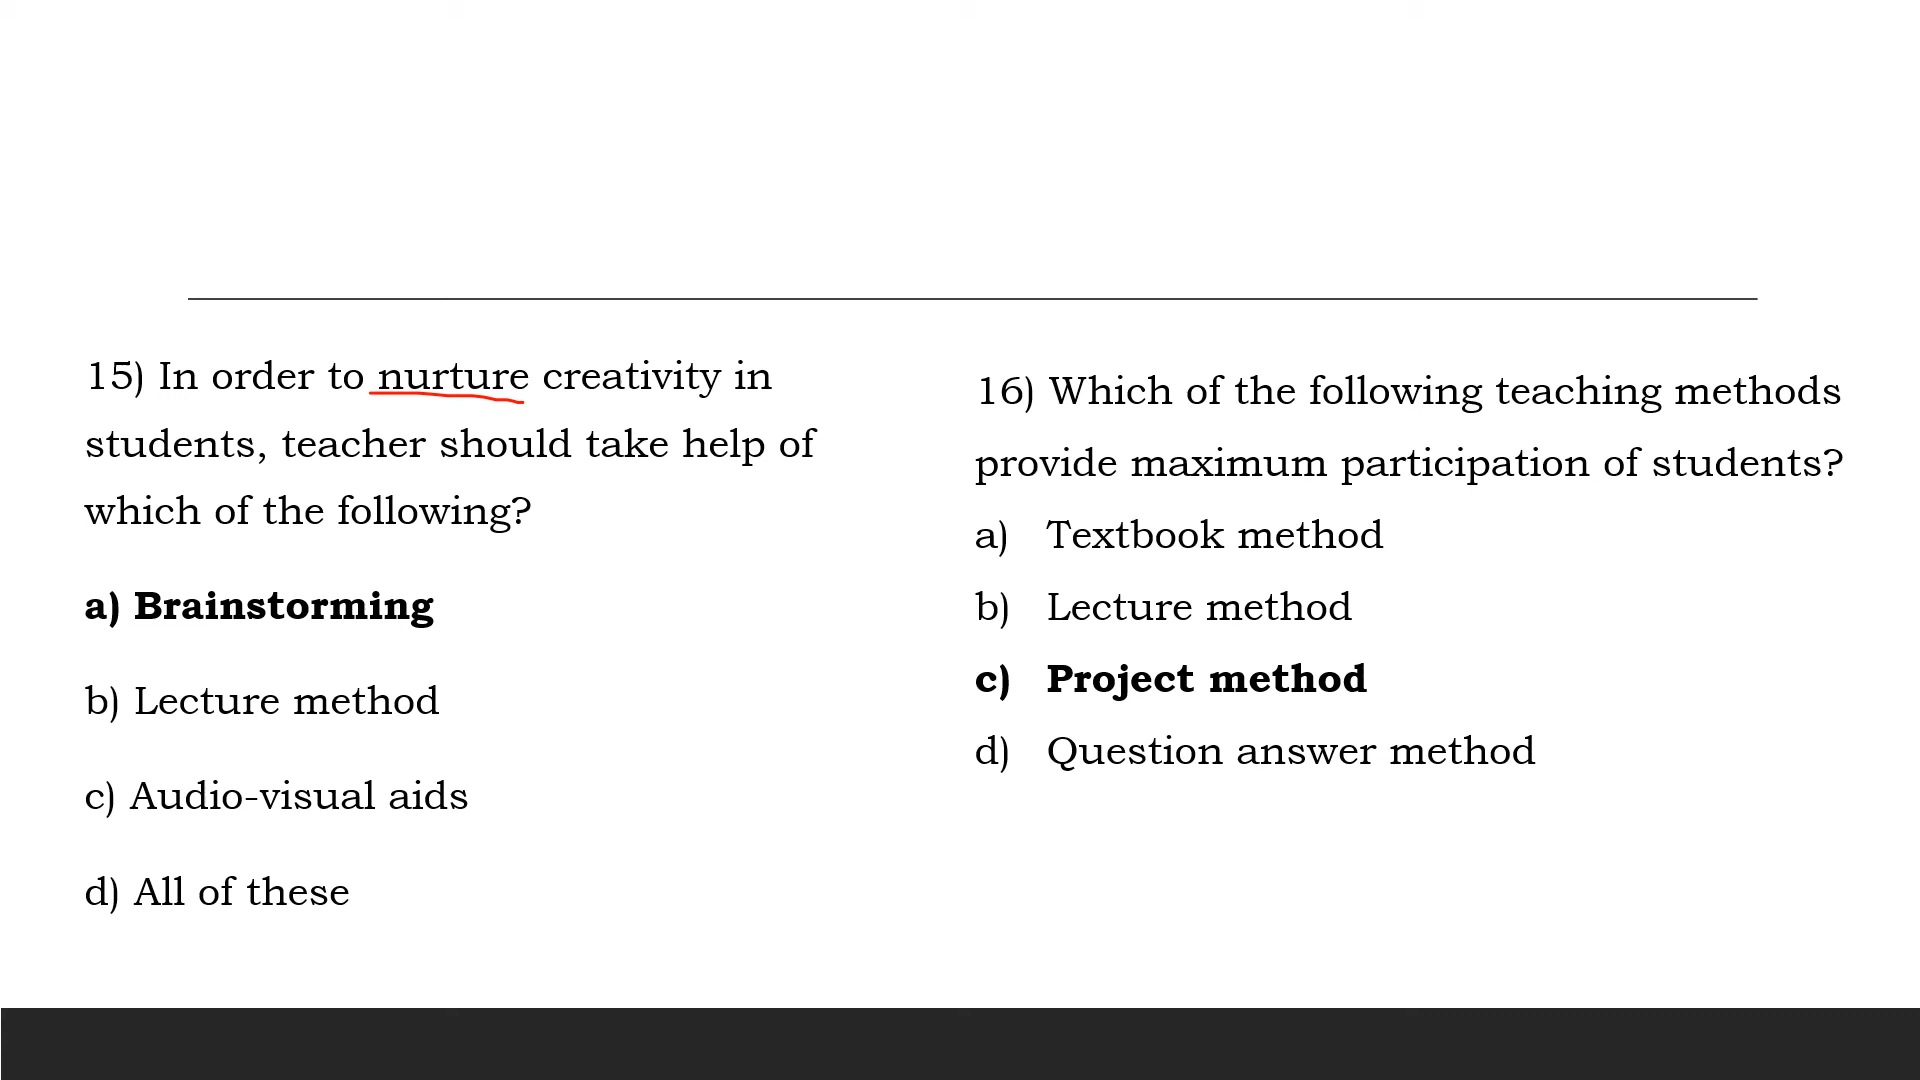 15) In order to nurture creativity in
students, teacher should take help of
which of the following?
a) Brainstorming
b) Lecture method
c) Audio-visual aids
d) All of these
16) Which of the following teaching methods
provide maximum participation of students?
a) Textbook method
b) Lecture method
c) Project method
d) Question answer method